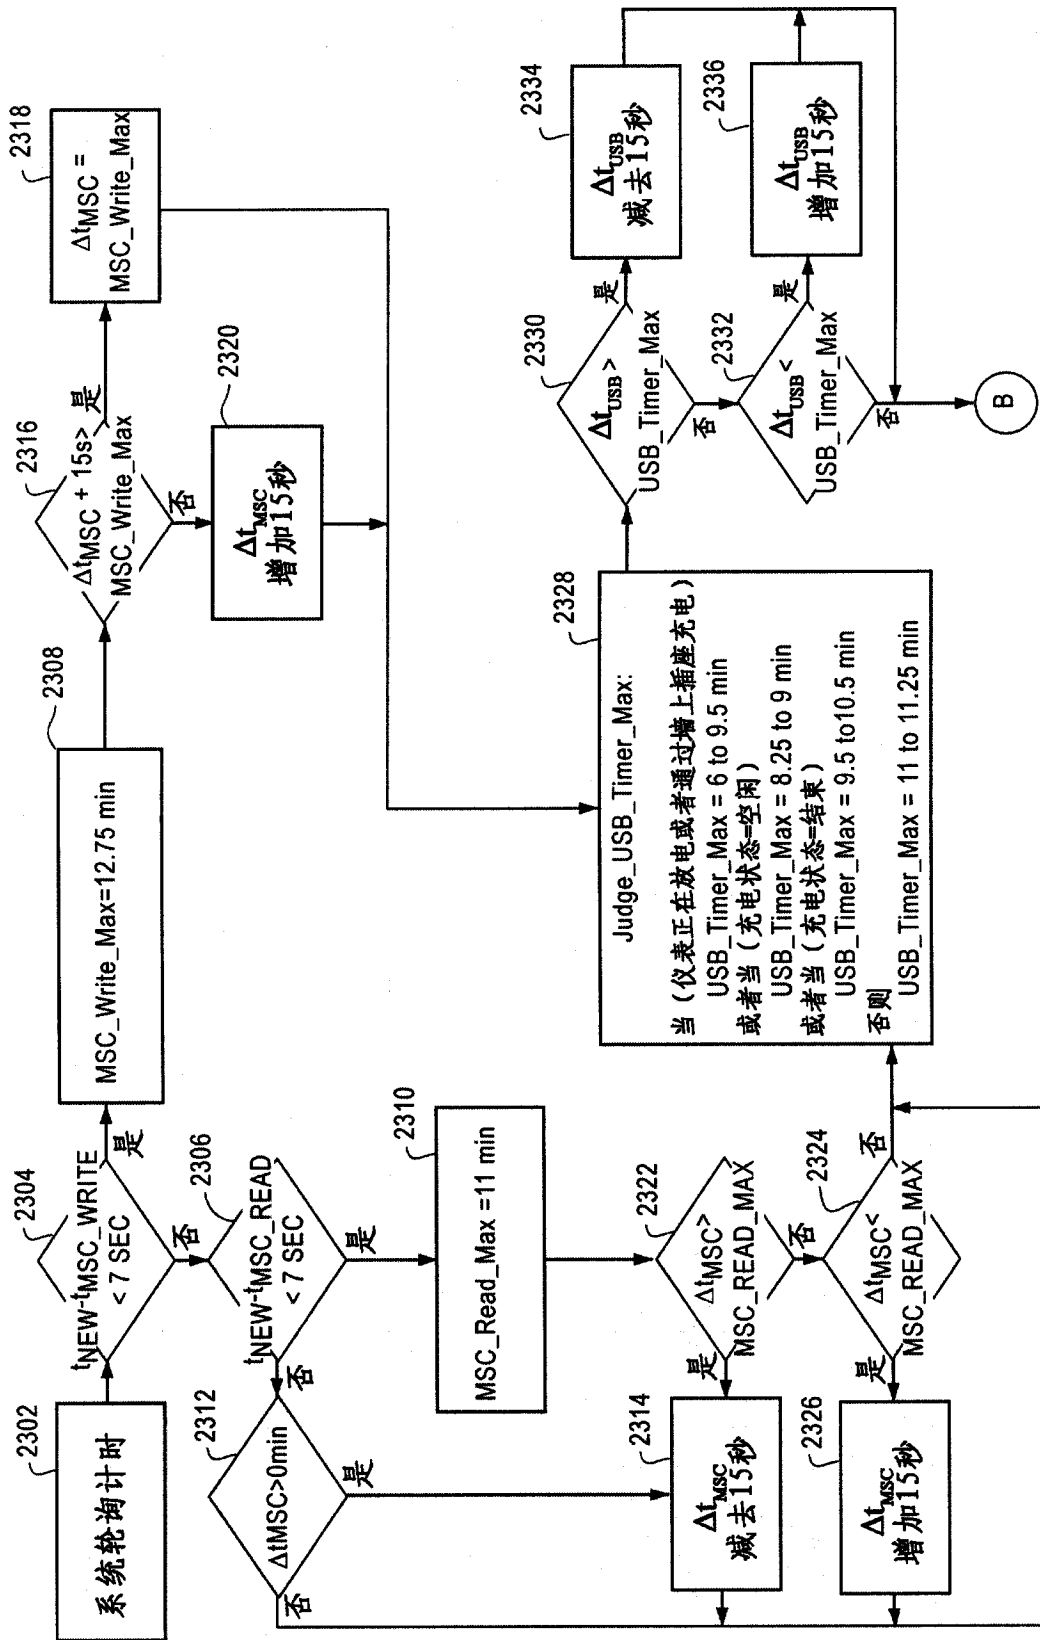 2302
系统轮询计时
2304
tNEW-tMSC_WRITE
< 7 SEC
是
否
2308
MSC_Write_Max=12.75 min
2316
ΔtMSC + 15s>
MSC_Write_Max
是
否
2318
ΔtMSC =
MSC_Write_Max
2320
ΔtMSC
增加15秒
2306
tNEW-tMSC_READ
< 7 SEC
否
是
2312
ΔtMSC>0min
否
是
2310
MSC_Read_Max =11 min
2322
ΔtMSC>
MSC_READ_MAX
是
否
2314
ΔtMSC
减去15秒
2324
ΔtMSC<
MSC_READ_MAX
是
否
2326
ΔtMSC
增加15秒
2328
Judge_USB_Timer_Max:
当（仪表正在放电或者通过墙上插座充电）
USB_Timer_Max = 6 to 9.5 min
或者当（充电状态=空闲）
USB_Timer_Max = 8.25 to 9 min
或者当（充电状态=结束）
USB_Timer_Max = 9.5 to10.5 min
否则
USB_Timer_Max = 11 to 11.25 min
2330
ΔtUSB >
USB_Timer_Max
是
否
2334
ΔtUSB
减去15秒
2332
ΔtUSB <
USB_Timer_Max
是
否
2336
ΔtUSB
增加15秒
B